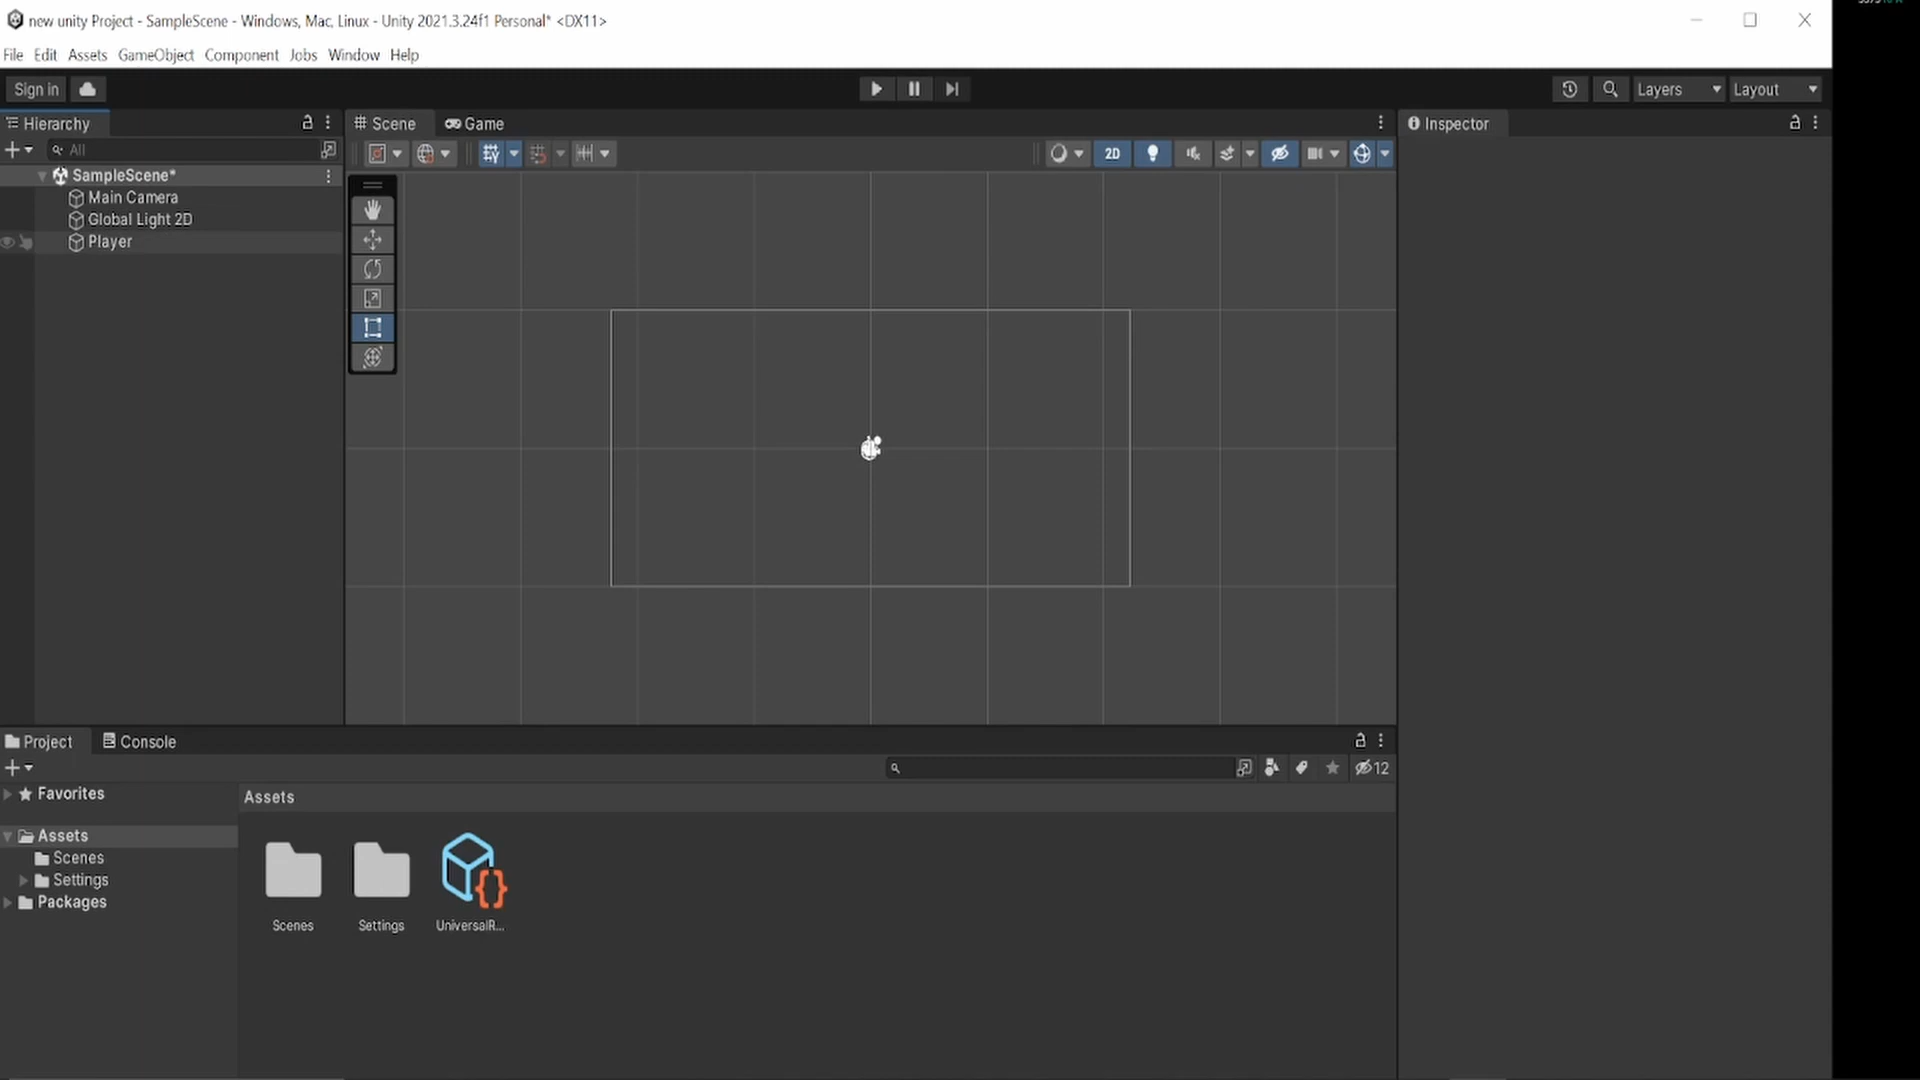 new unity Project - SampleScene - Windows, Mac, Linux - Unity 2021.3.24f1 Personal* <DX11>
File Edit Assets GameObject Component Jobs Window Help
Sign in
Layers
Layout
Hierarchy
Scene
Game
Inspector
All
2D
SampleScene*
Main Camera
Global Light 2D
Player
Project
Console
12
Favorites
Assets
Assets
Scenes
Settings
Packages
Scenes
Settings
UniversalR...